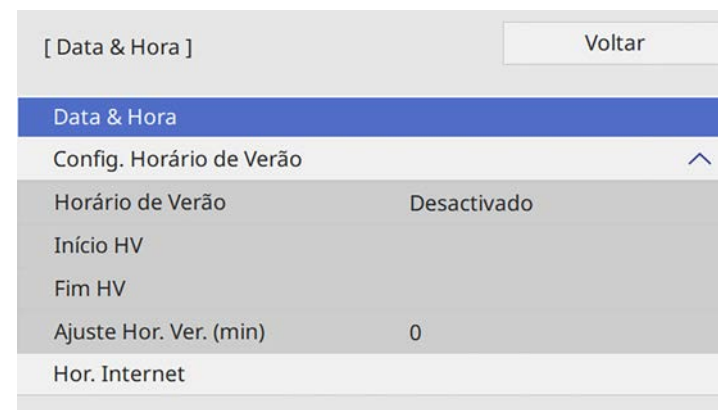 [ Data & Hora ]
Voltar
Data & Hora
Config. Horário de Verão
Horário de Verão Desactivado
Início HV
Fim HV
Ajuste Hor. Ver. (min) 0
Hor. Internet